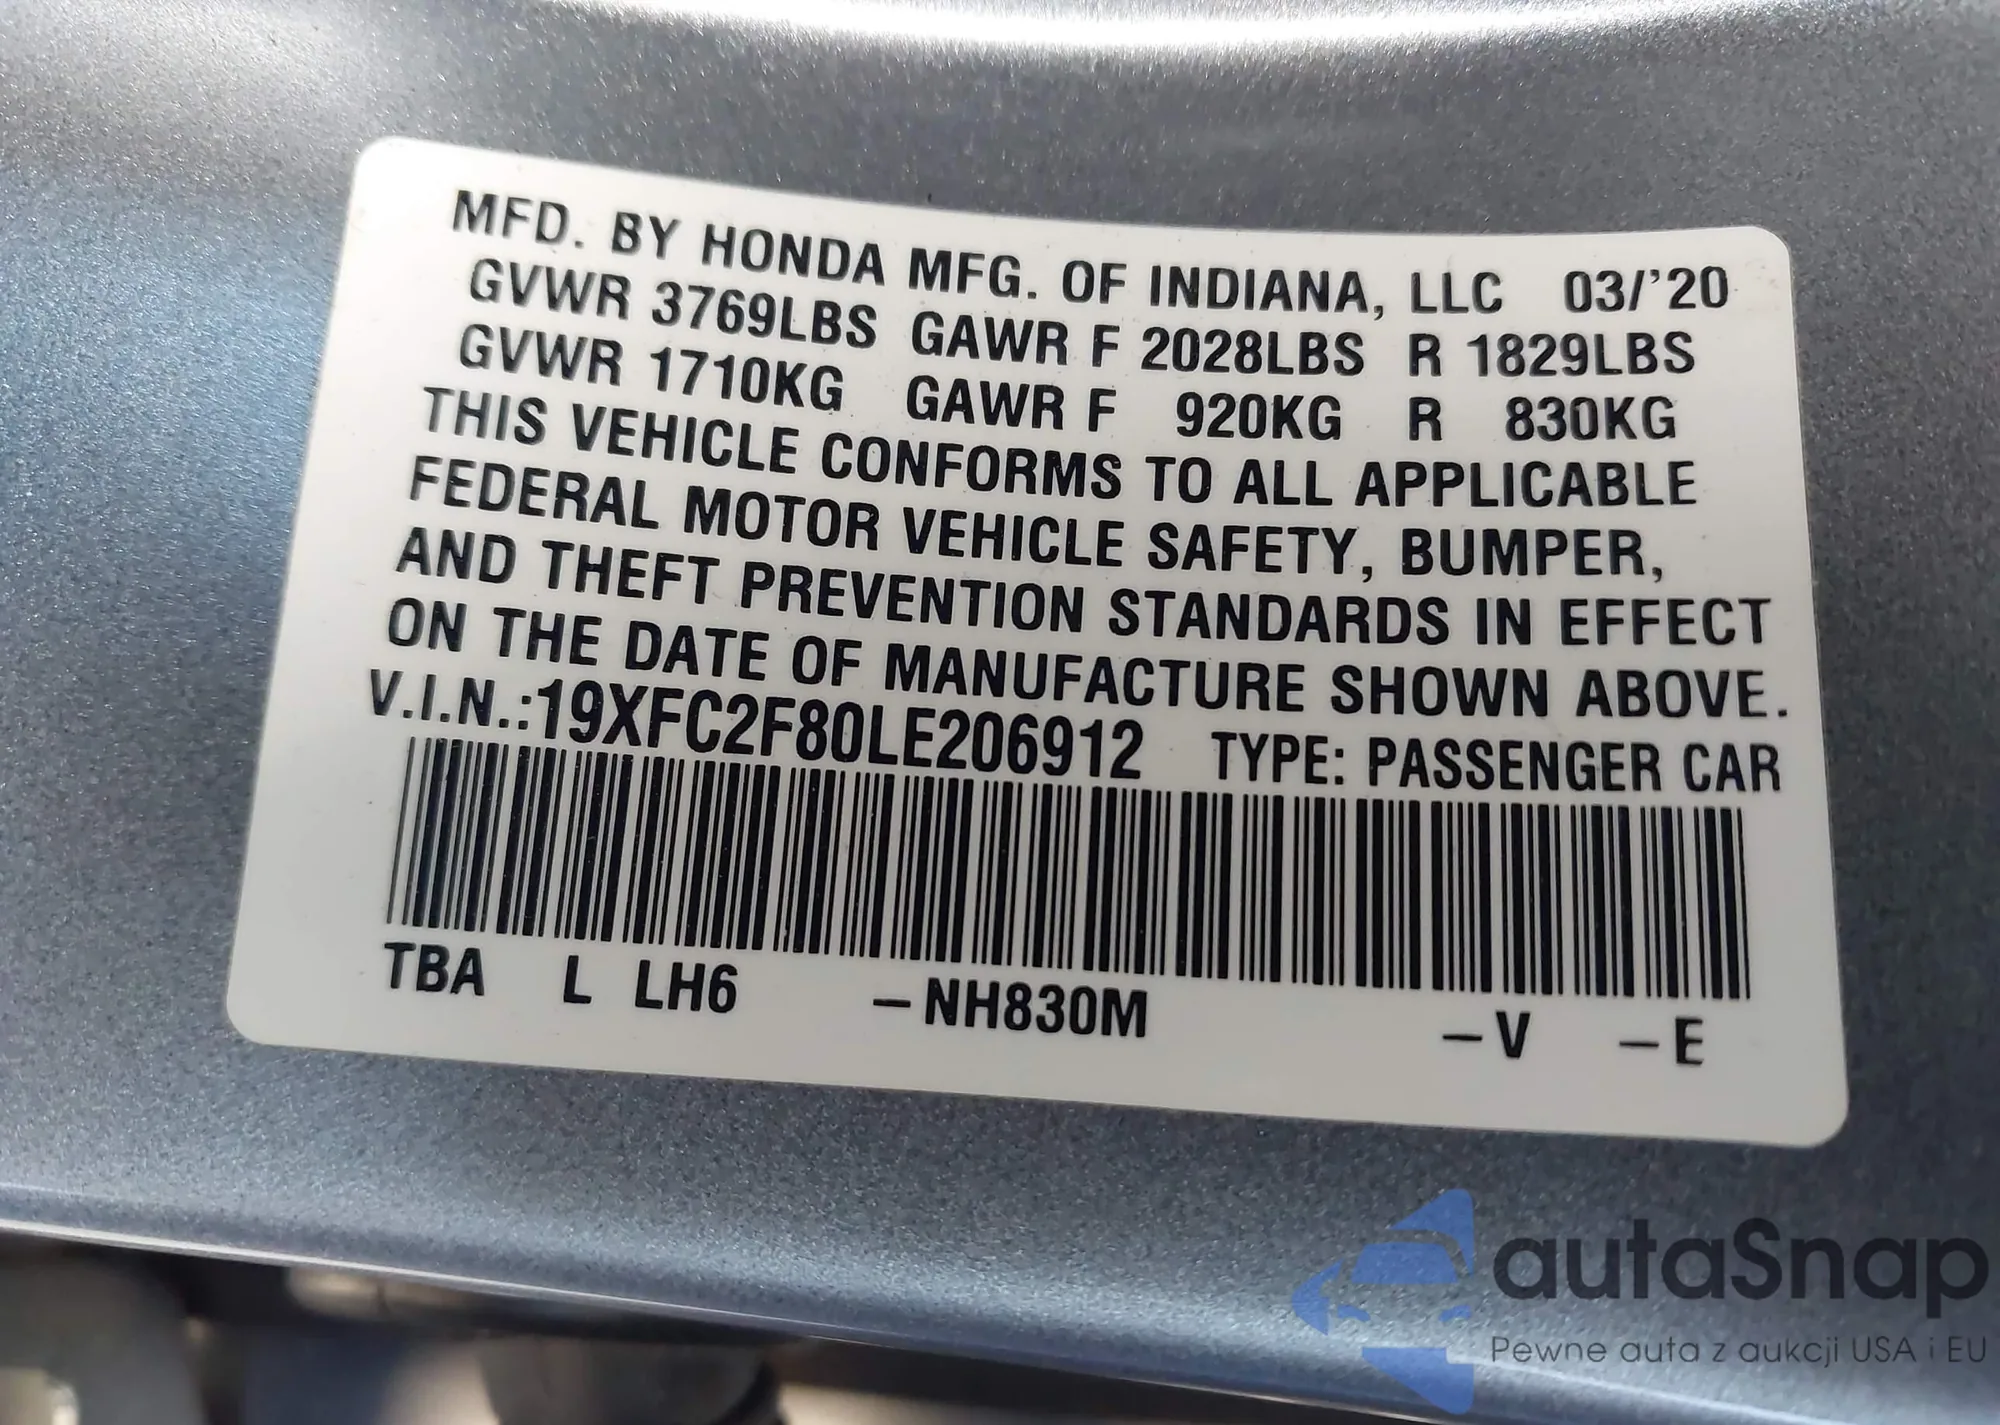 MFD. BY HONDA MFG. OF INDIANA, LLC 03/'20
GVWR 3769LBS GAWR F 2028LBS R 1829LBS
GVWR 1710KG GAWR F 920KG R 830KG
THIS VEHICLE CONFORMS TO ALL APPLICABLE
FEDERAL MOTOR VEHICLE SAFETY, BUMPER,
AND THEFT PREVENTION STANDARDS IN EFFECT
ON THE DATE OF MANUFACTURE SHOWN ABOVE.
V.I.N.:19XFC2F80LE206912 TYPE: PASSENGER CAR
TBA L LH6 –NH830M –V –E
autaSnap
Pewne auta z aukcji USA i EU